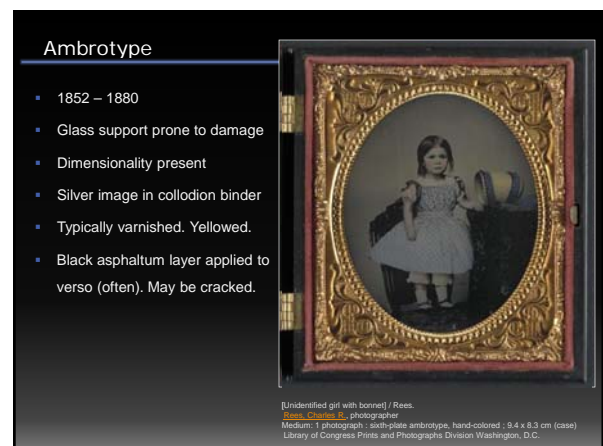 Ambrotype
▪ 1852 – 1880
▪ Glass support prone to damage
▪ Dimensionality present
▪ Silver image in collodion binder
▪ Typically varnished. Yellowed.
▪ Black asphaltum layer applied to
verso (often). May be cracked.
[Unidentified girl with bonnet] / Rees.
Rees, Charles R., photographer
Medium: 1 photograph : sixth-plate ambrotype, hand-colored ; 9.4 x 8.3 cm (case)
Library of Congress Prints and Photographs Division Washington, D.C.